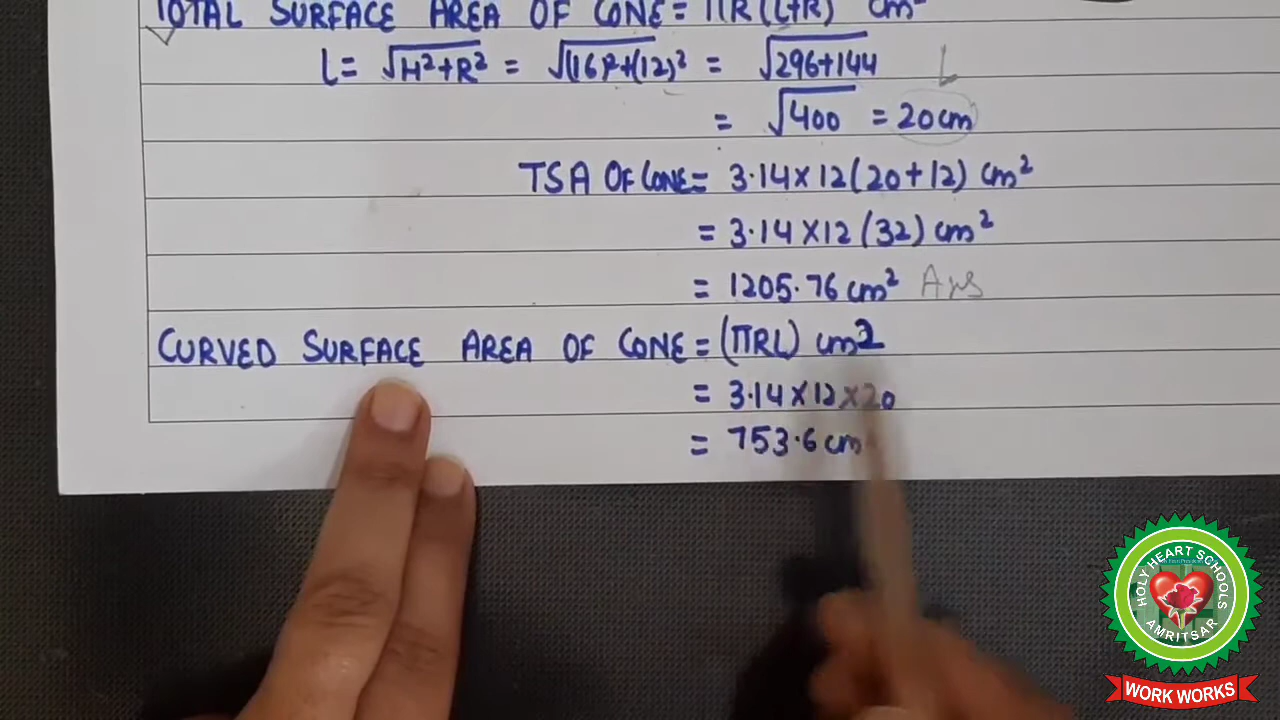 TOTAL SURFACE AREA OF CONE = πR(L+R) cm²
L = √H²+R² = √(16)²+(12)² = √296+144
L
= √400 = 20cm
TSA OF CONE = 3.14×12(20+12) cm²
= 3.14×12(32) cm²
= 1205.76 cm² Ans
CURVED SURFACE AREA OF CONE = (πRL) cm²
= 3.14×12×20
= 753.6 cm
HOLY HEART SCHOOLS
AMRITSAR
WORK WORKS